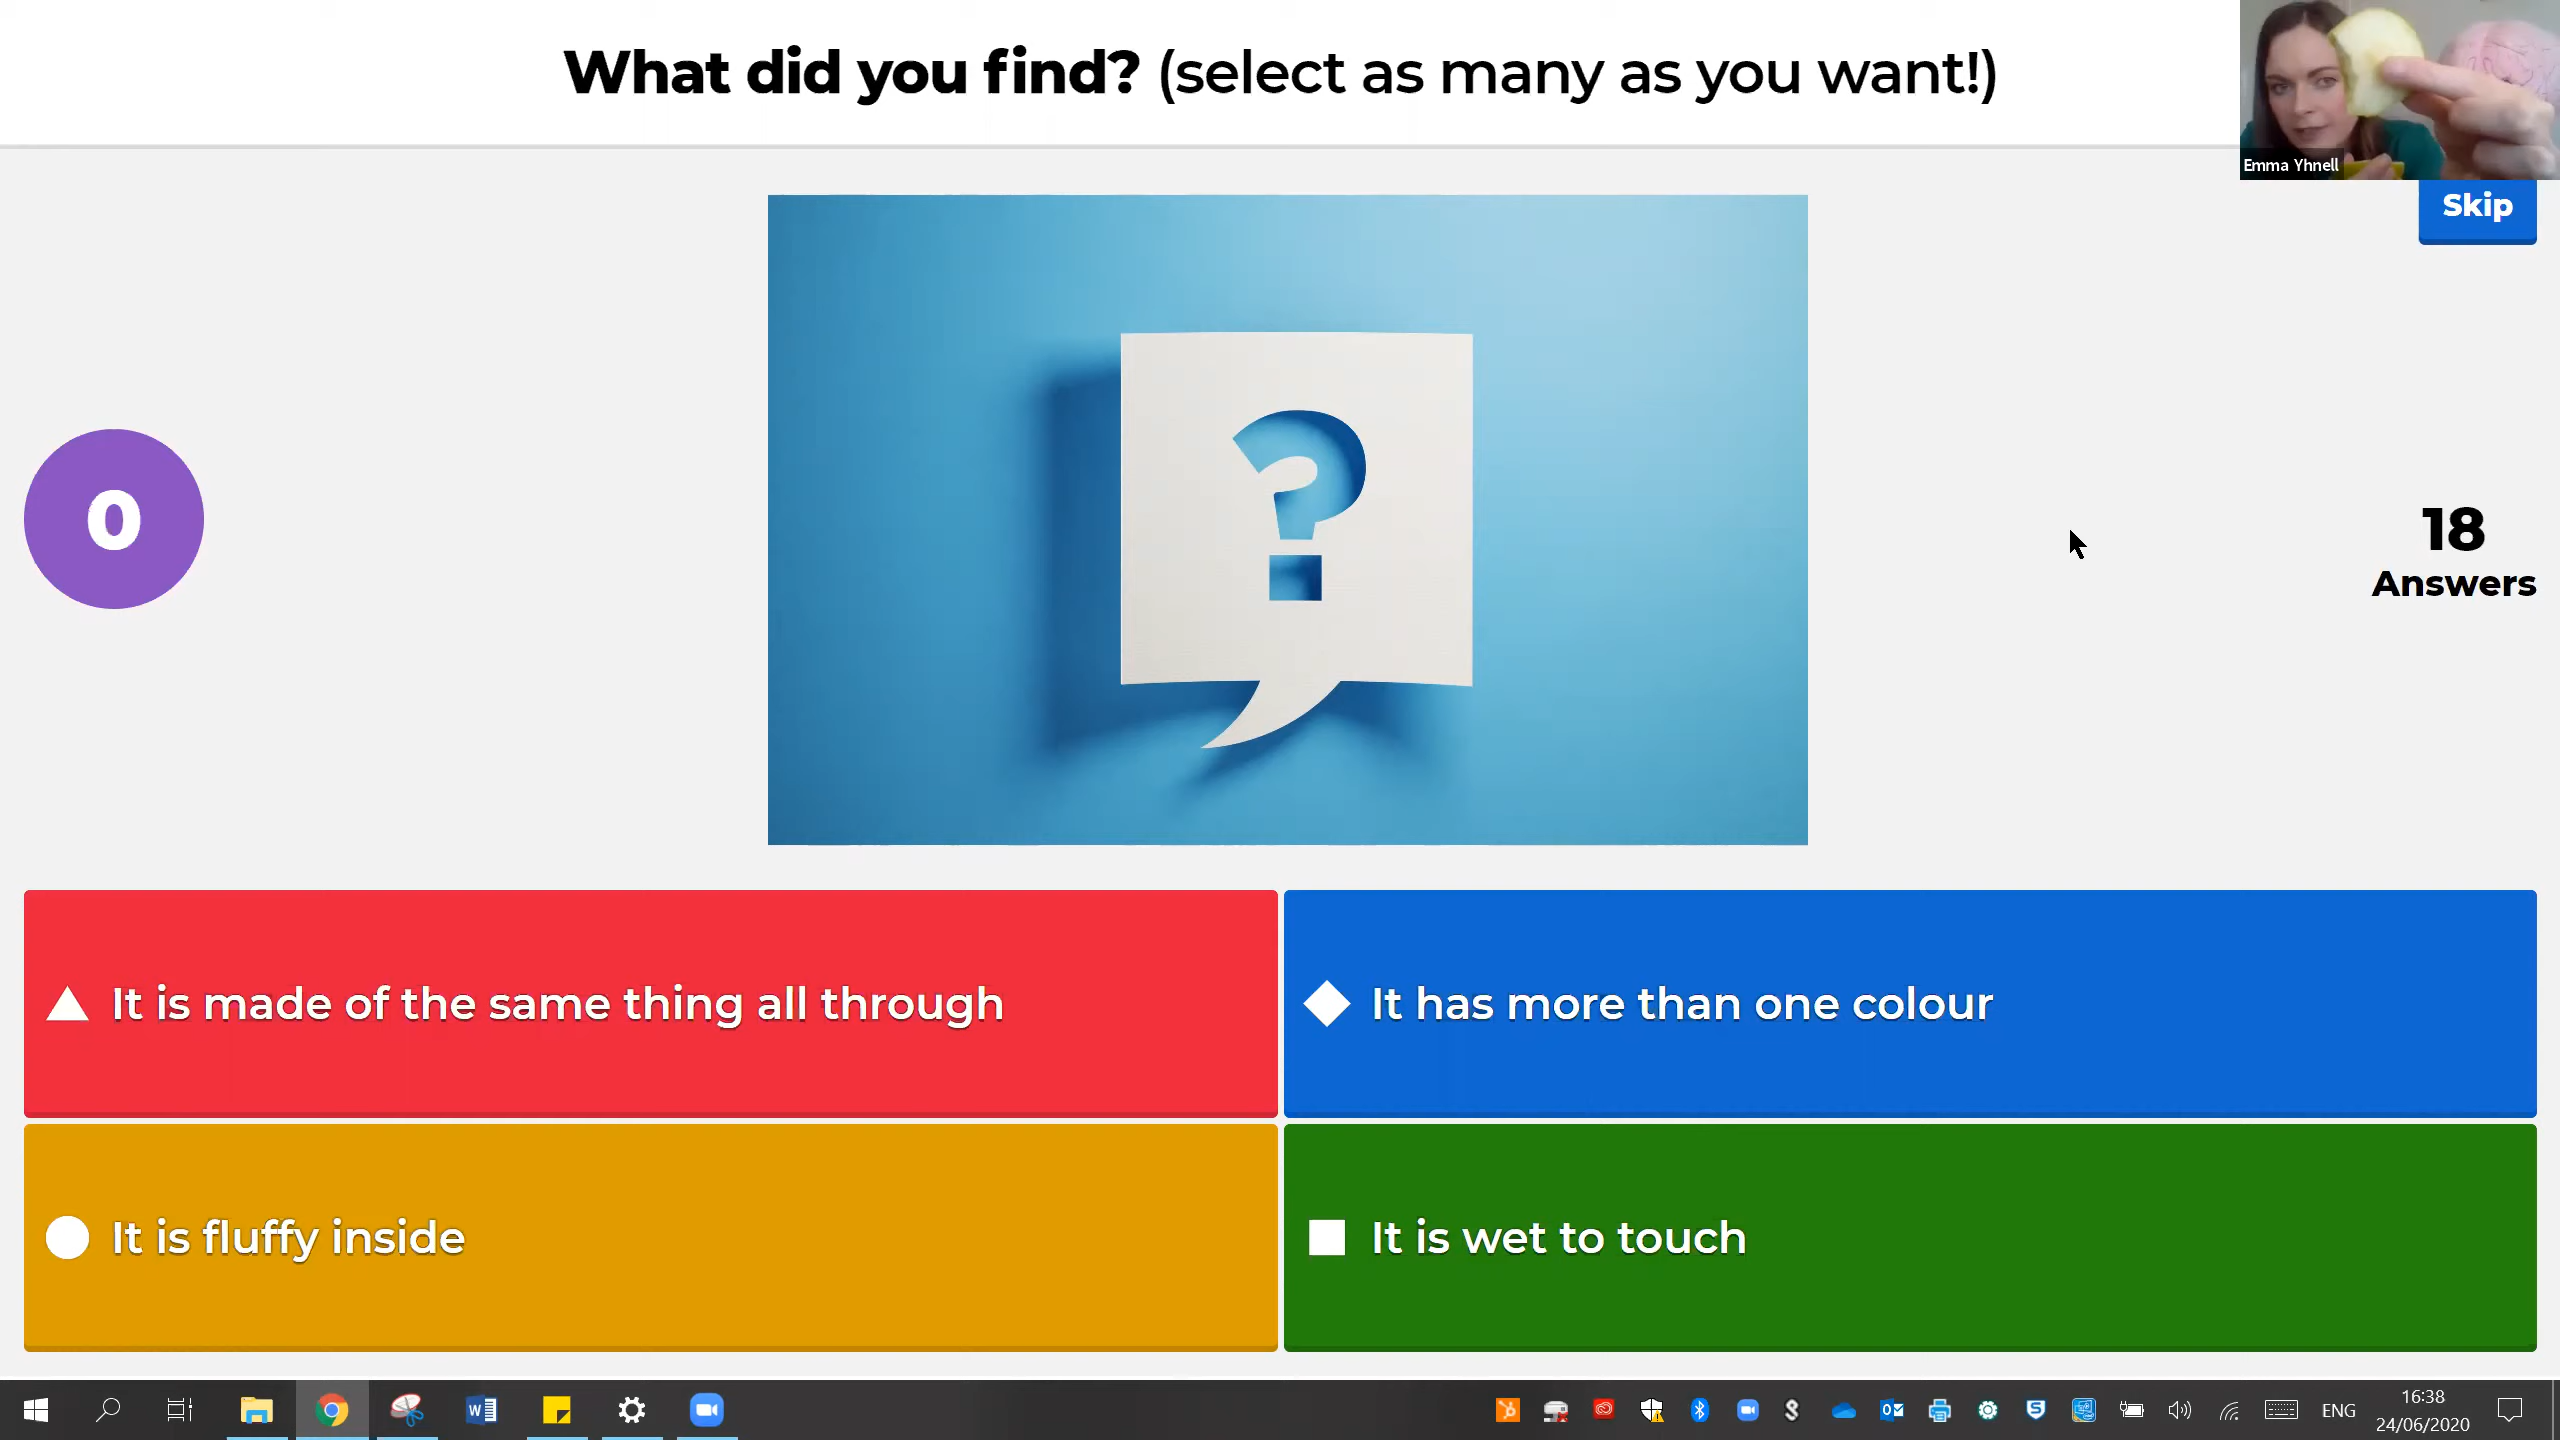 What did you find? (select as many as you want!)
Emma Yhnell
Skip
?
0
18
Answers
It is made of the same thing all through
It has more than one colour
It is fluffy inside
It is wet to touch
ENG
16:38
24/06/2020